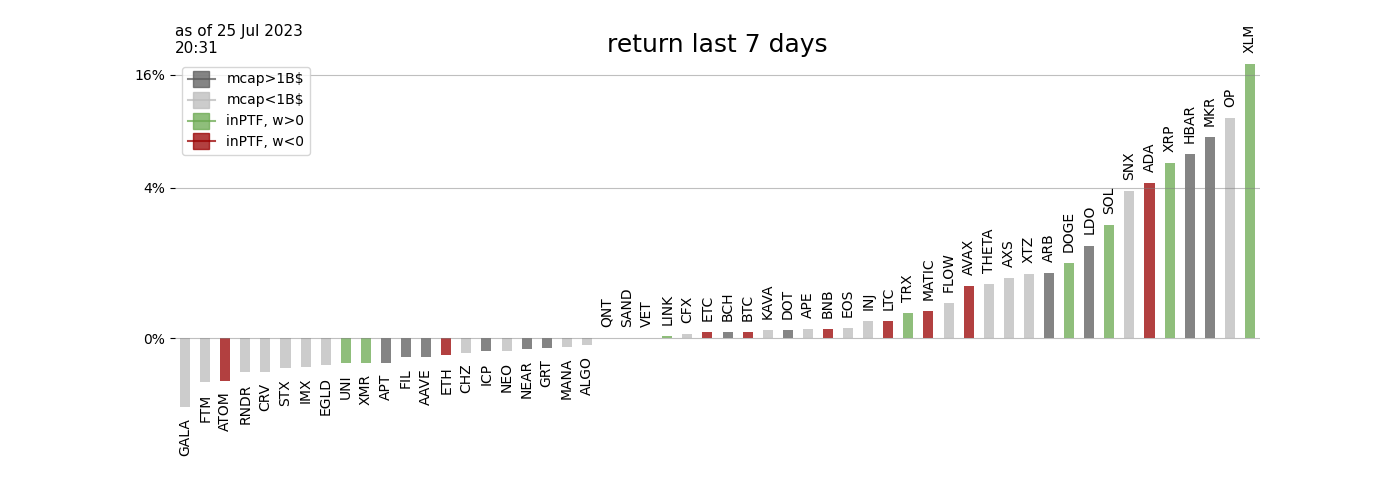 as of 25 Jul 2023
20:31
return last 7 days
mcap>1B$
mcap<1B$
inPTF, w>0
inPTF, w<0
16%
4%
0%
GALA
FTM
ATOM
RNDR
CRV
STX
IMX
EGLD
UNI
XMR
APT
FIL
AAVE
ETH
CHZ
ICP
NEO
NEAR
GRT
MANA
ALGO
QNT
SAND
VET
LINK
CFX
ETC
BCH
BTC
KAVA
DOT
APE
BNB
EOS
INJ
LTC
TRX
MATIC
FLOW
AVAX
THETA
AXS
XTZ
ARB
DOGE
LDO
SOL
SNX
ADA
XRP
HBAR
MKR
OP
XLM